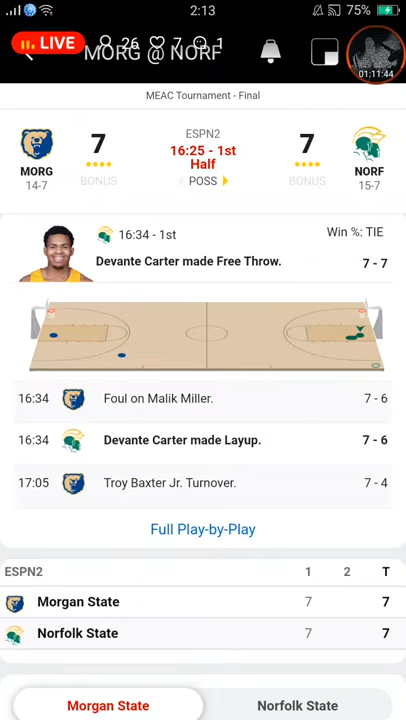 2:13
75%
LIVE 26 7 1
MORG @ NORF
01:11:44
MEAC Tournament - Final
MORG
14-7
7
BONUS
ESPN2
16:25 - 1st
Half
POSS
7
BONUS
NORF
15-7
16:34 - 1st
Win %: TIE
Devante Carter made Free Throw.
7 - 7
16:34 Foul on Malik Miller. 7 - 6
16:34 Devante Carter made Layup. 7 - 6
17:05 Troy Baxter Jr. Turnover. 7 - 4
Full Play-by-Play
ESPN2 1 2 T
Morgan State 7 7
Norfolk State 7 7
Morgan State Norfolk State